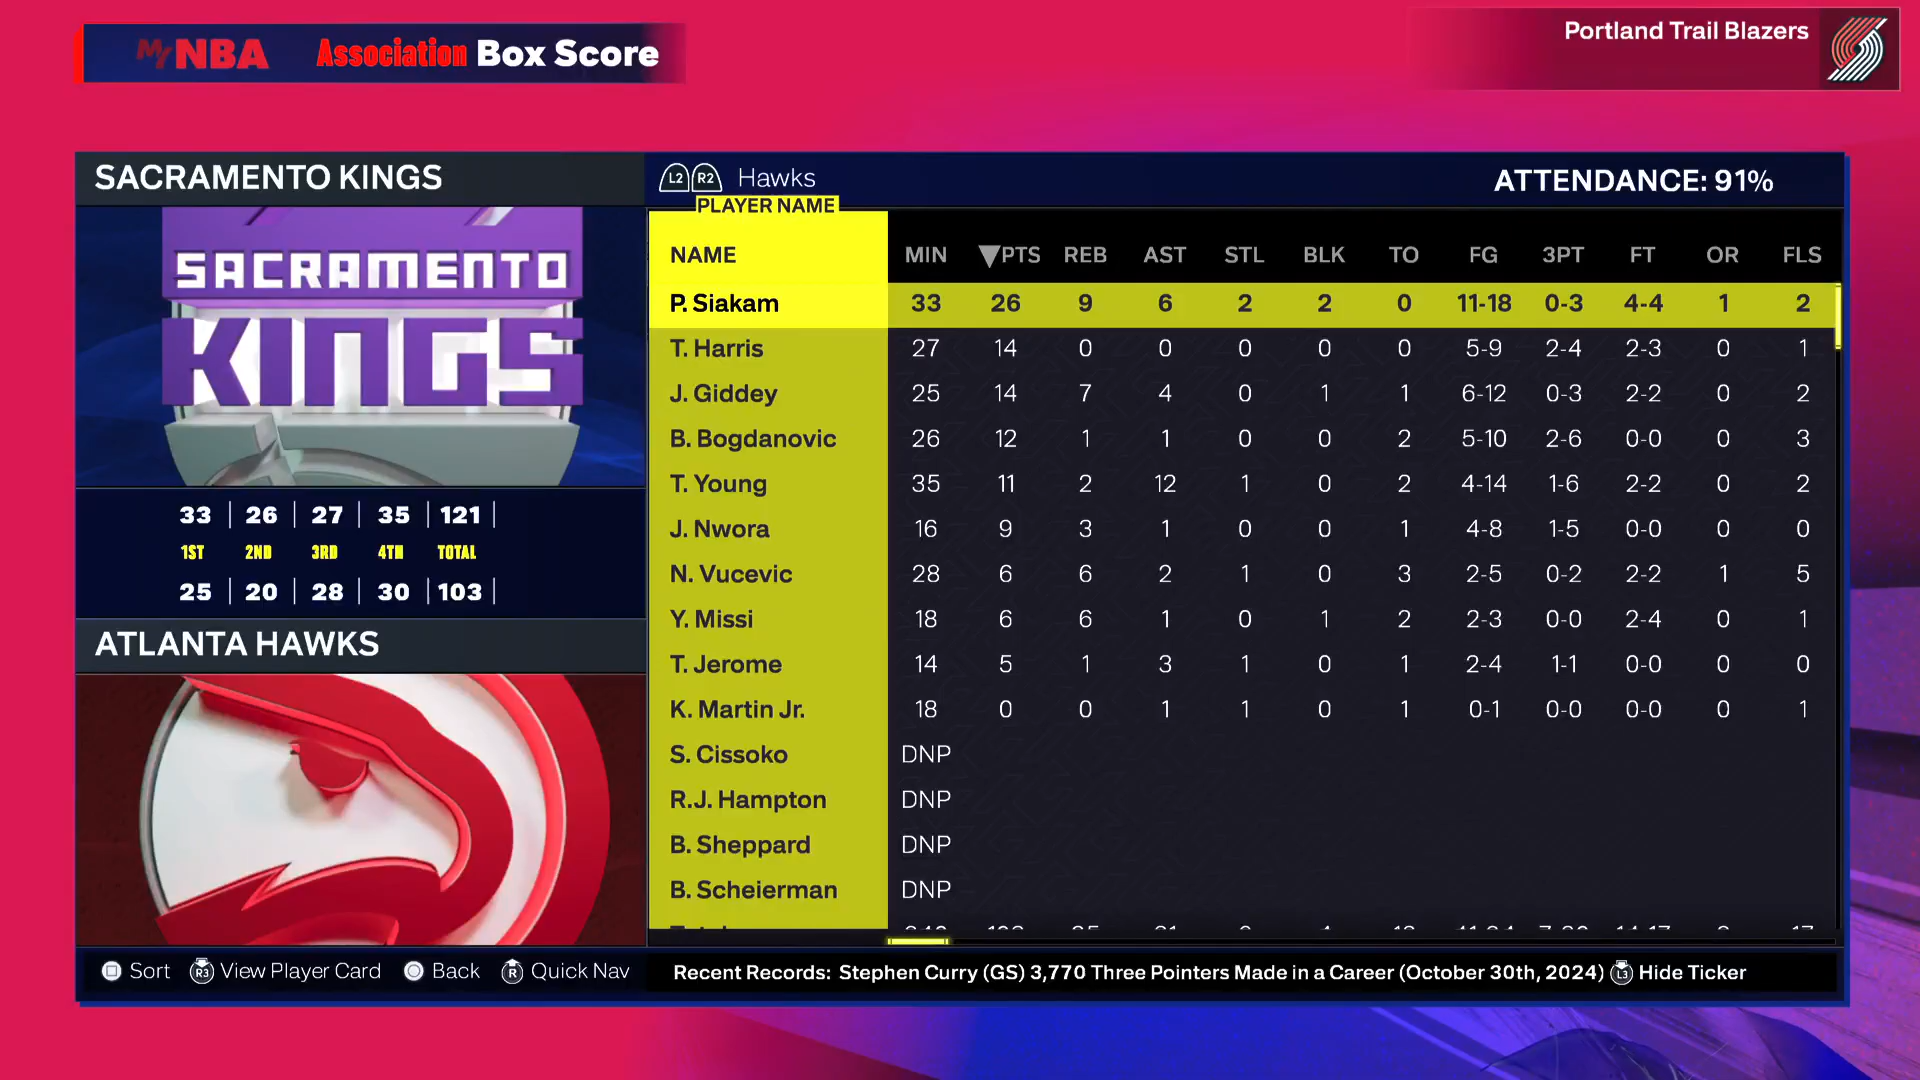 MyNBA Association Box Score
Portland Trail Blazers
SACRAMENTO KINGS
SACRAMENTO
KINGS
33 26 27 35 121
1ST 2ND 3RD 4TH TOTAL
25 20 28 30 103
ATLANTA HAWKS
L2 R2 Hawks
ATTENDANCE: 91%
PLAYER NAME
NAME MIN PTS REB AST STL BLK TO FG 3PT FT OR FLS
P. Siakam 33 26 9 6 2 2 0 11-18 0-3 4-4 1 2
T. Harris 27 14 0 0 0 0 0 5-9 2-4 2-3 0 1
J. Giddey 25 14 7 4 0 1 1 6-12 0-3 2-2 0 2
B. Bogdanovic 26 12 1 1 0 0 2 5-10 2-6 0-0 0 3
T. Young 35 11 2 12 1 0 2 4-14 1-6 2-2 0 2
J. Nwora 16 9 3 1 0 0 1 4-8 1-5 0-0 0 0
N. Vucevic 28 6 6 2 1 0 3 2-5 0-2 2-2 1 5
Y. Missi 18 6 6 1 0 1 2 2-3 0-0 2-4 0 1
T. Jerome 14 5 1 3 1 0 1 2-4 1-1 0-0 0 0
K. Martin Jr. 18 0 0 1 1 0 1 0-1 0-0 0-0 0 1
S. Cissoko DNP
R.J. Hampton DNP
B. Sheppard DNP
B. Scheierman DNP
Sort R3 View Player Card Back R Quick Nav
Recent Records: Stephen Curry (GS) 3,770 Three Pointers Made in a Career (October 30th, 2024) L3 Hide Ticker